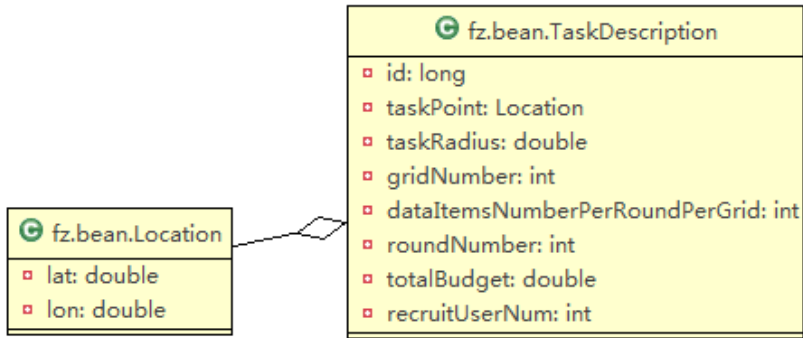 C fz.bean.TaskDescription
id: long
taskPoint: Location
taskRadius: double
gridNumber: int
dataItemsNumberPerRoundPerGrid: int
roundNumber: int
totalBudget: double
recruitUserNum: int
C fz.bean.Location
lat: double
lon: double